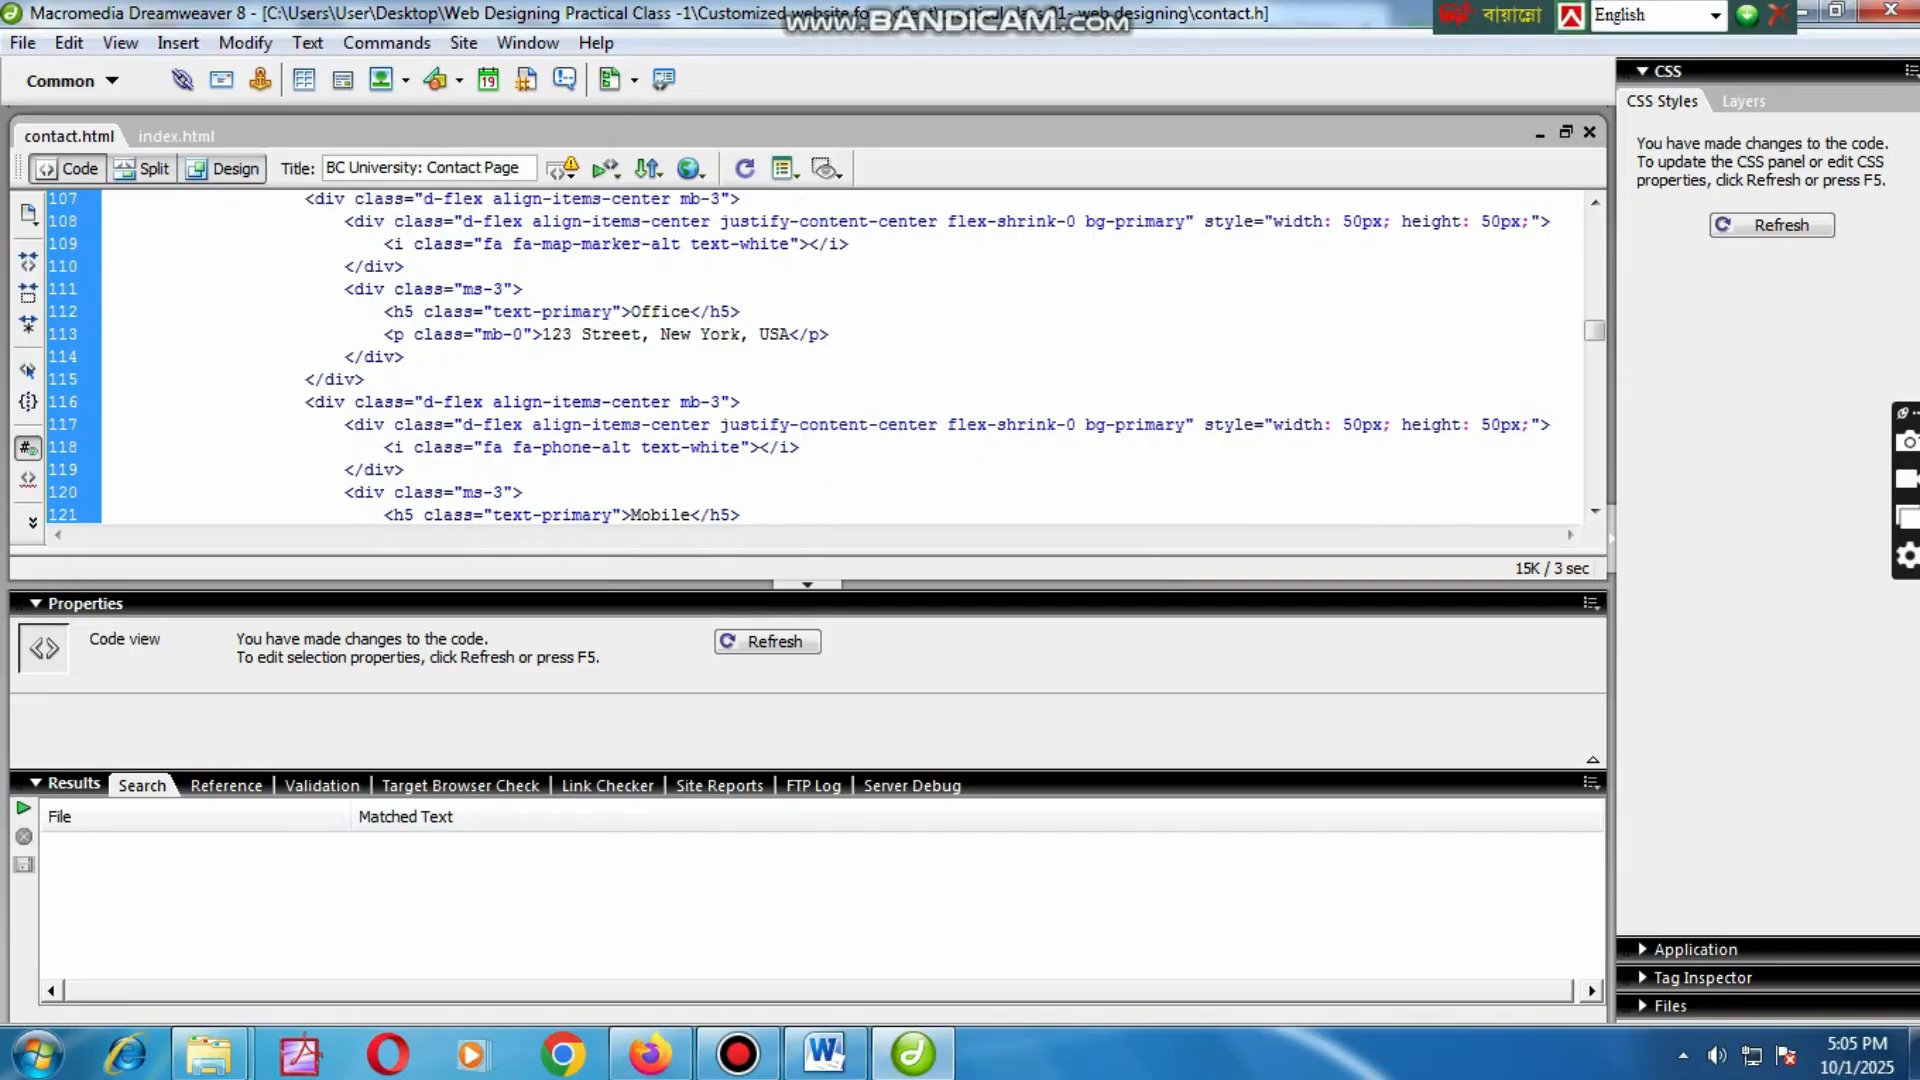 Macromedia Dreamweaver 8 - [C:\Users\User\Desktop\Web Designing Practical Class -1\Customized website for
web designing\contact.h]
www.BANDICAM.com
বায়ান্নো
English
File Edit View Insert Modify Text Commands Site Window Help
Common
19
contact.html index.html
Code Split Design Title: BC University: Contact Page
107 <div class="d-flex align-items-center mb-3">
108 <div class="d-flex align-items-center justify-content-center flex-shrink-0 bg-primary" style="width: 50px; height: 50px;">
109 <i class="fa fa-map-marker-alt text-white"></i>
110 </div>
111 <div class="ms-3">
112 <h5 class="text-primary">Office</h5>
113 <p class="mb-0">123 Street, New York, USA</p>
114 </div>
115 </div>
116 <div class="d-flex align-items-center mb-3">
117 <div class="d-flex align-items-center justify-content-center flex-shrink-0 bg-primary" style="width: 50px; height: 50px;">
118 <i class="fa fa-phone-alt text-white"></i>
119 </div>
120 <div class="ms-3">
121 <h5 class="text-primary">Mobile</h5>
15K / 3 sec
Properties
Code view
You have made changes to the code.
To edit selection properties, click Refresh or press F5.
Refresh
Results Search Reference Validation Target Browser Check Link Checker Site Reports FTP Log Server Debug
File Matched Text
CSS
CSS Styles Layers
You have made changes to the code.
To update the CSS panel or edit CSS
properties, click Refresh or press F5.
Refresh
Application
Tag Inspector
Files
5:05 PM
10/1/2025